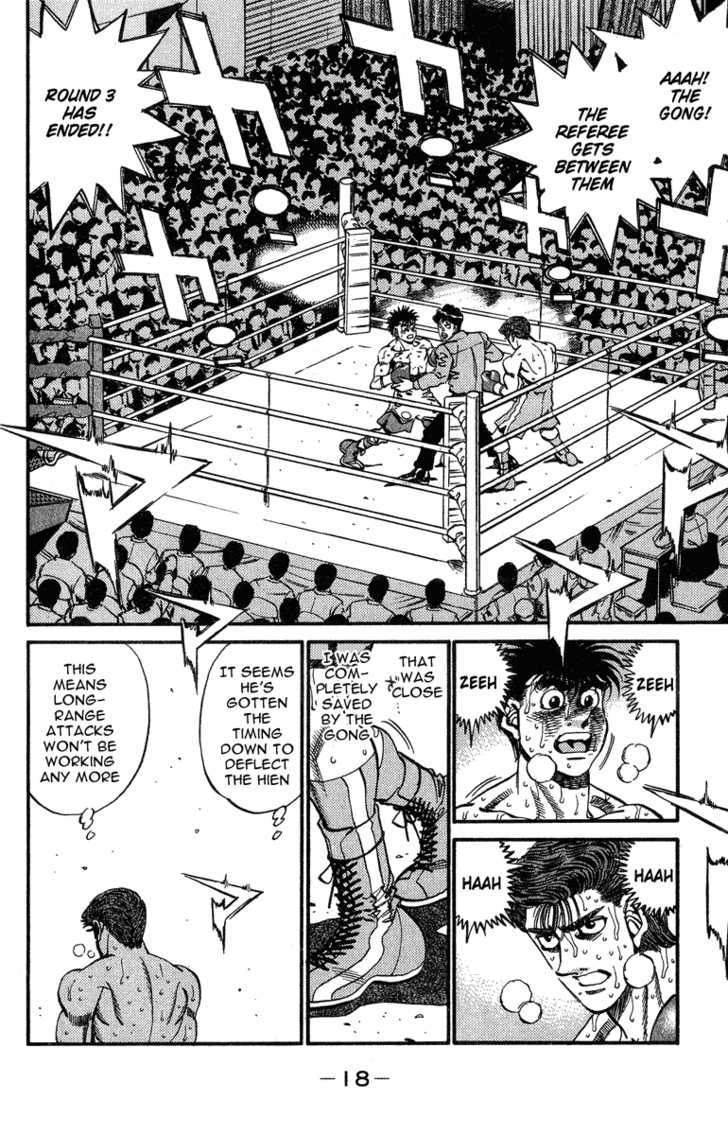 AAAH!
THE
GONG!
THE
REFEREE
GETS
BETWEEN
THEM
ROUND 3
HAS
ENDED!!
ZEEH
ZEEH
HAAH
HAAH
THAT
WAS
CLOSE
I WAS
COM-
PLETELY
SAVED
BY THE
GONG
IT SEEMS
HE'S
GOTTEN
THE
TIMING
DOWN TO
DEFLECT
THE HIEN
THIS
MEANS
LONG-
RANGE
ATTACKS
WON'T BE
WORKING
ANY MORE
-18-